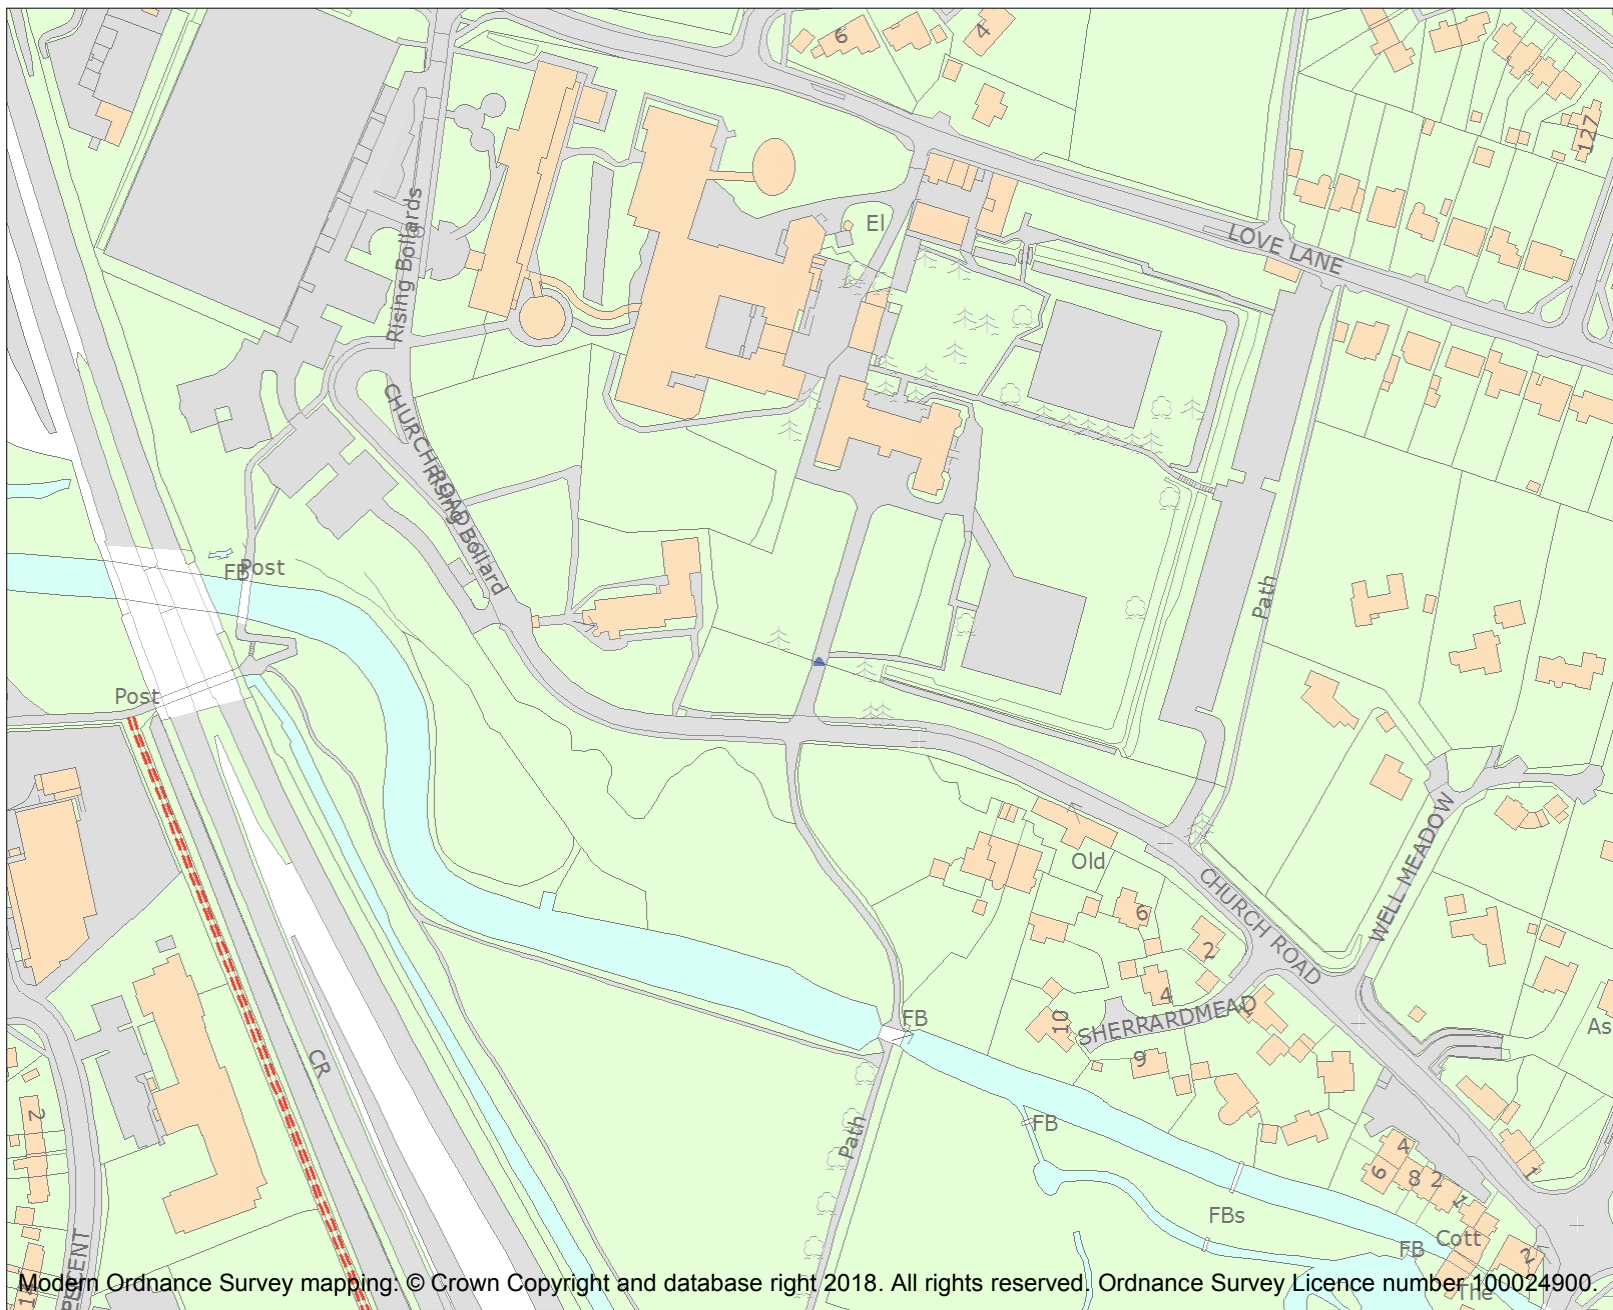 6
4
127
Rising Bollards
El
LOVE LANE
CHURCH ROAD
Rising Bollard
Path
FB
Post
Post
Old
WELL MEADOW
CHURCH ROAD
6
2
4
10
SHERRARDMEAD
1
9
FB
As
CR
2
Path
FB
4
6
8
2
1
1
FBs
FB
Cott
2
The
Modern Ordnance Survey mapping: © Crown Copyright and database right 2018. All rights reserved. Ordnance Survey Licence number 100024900.